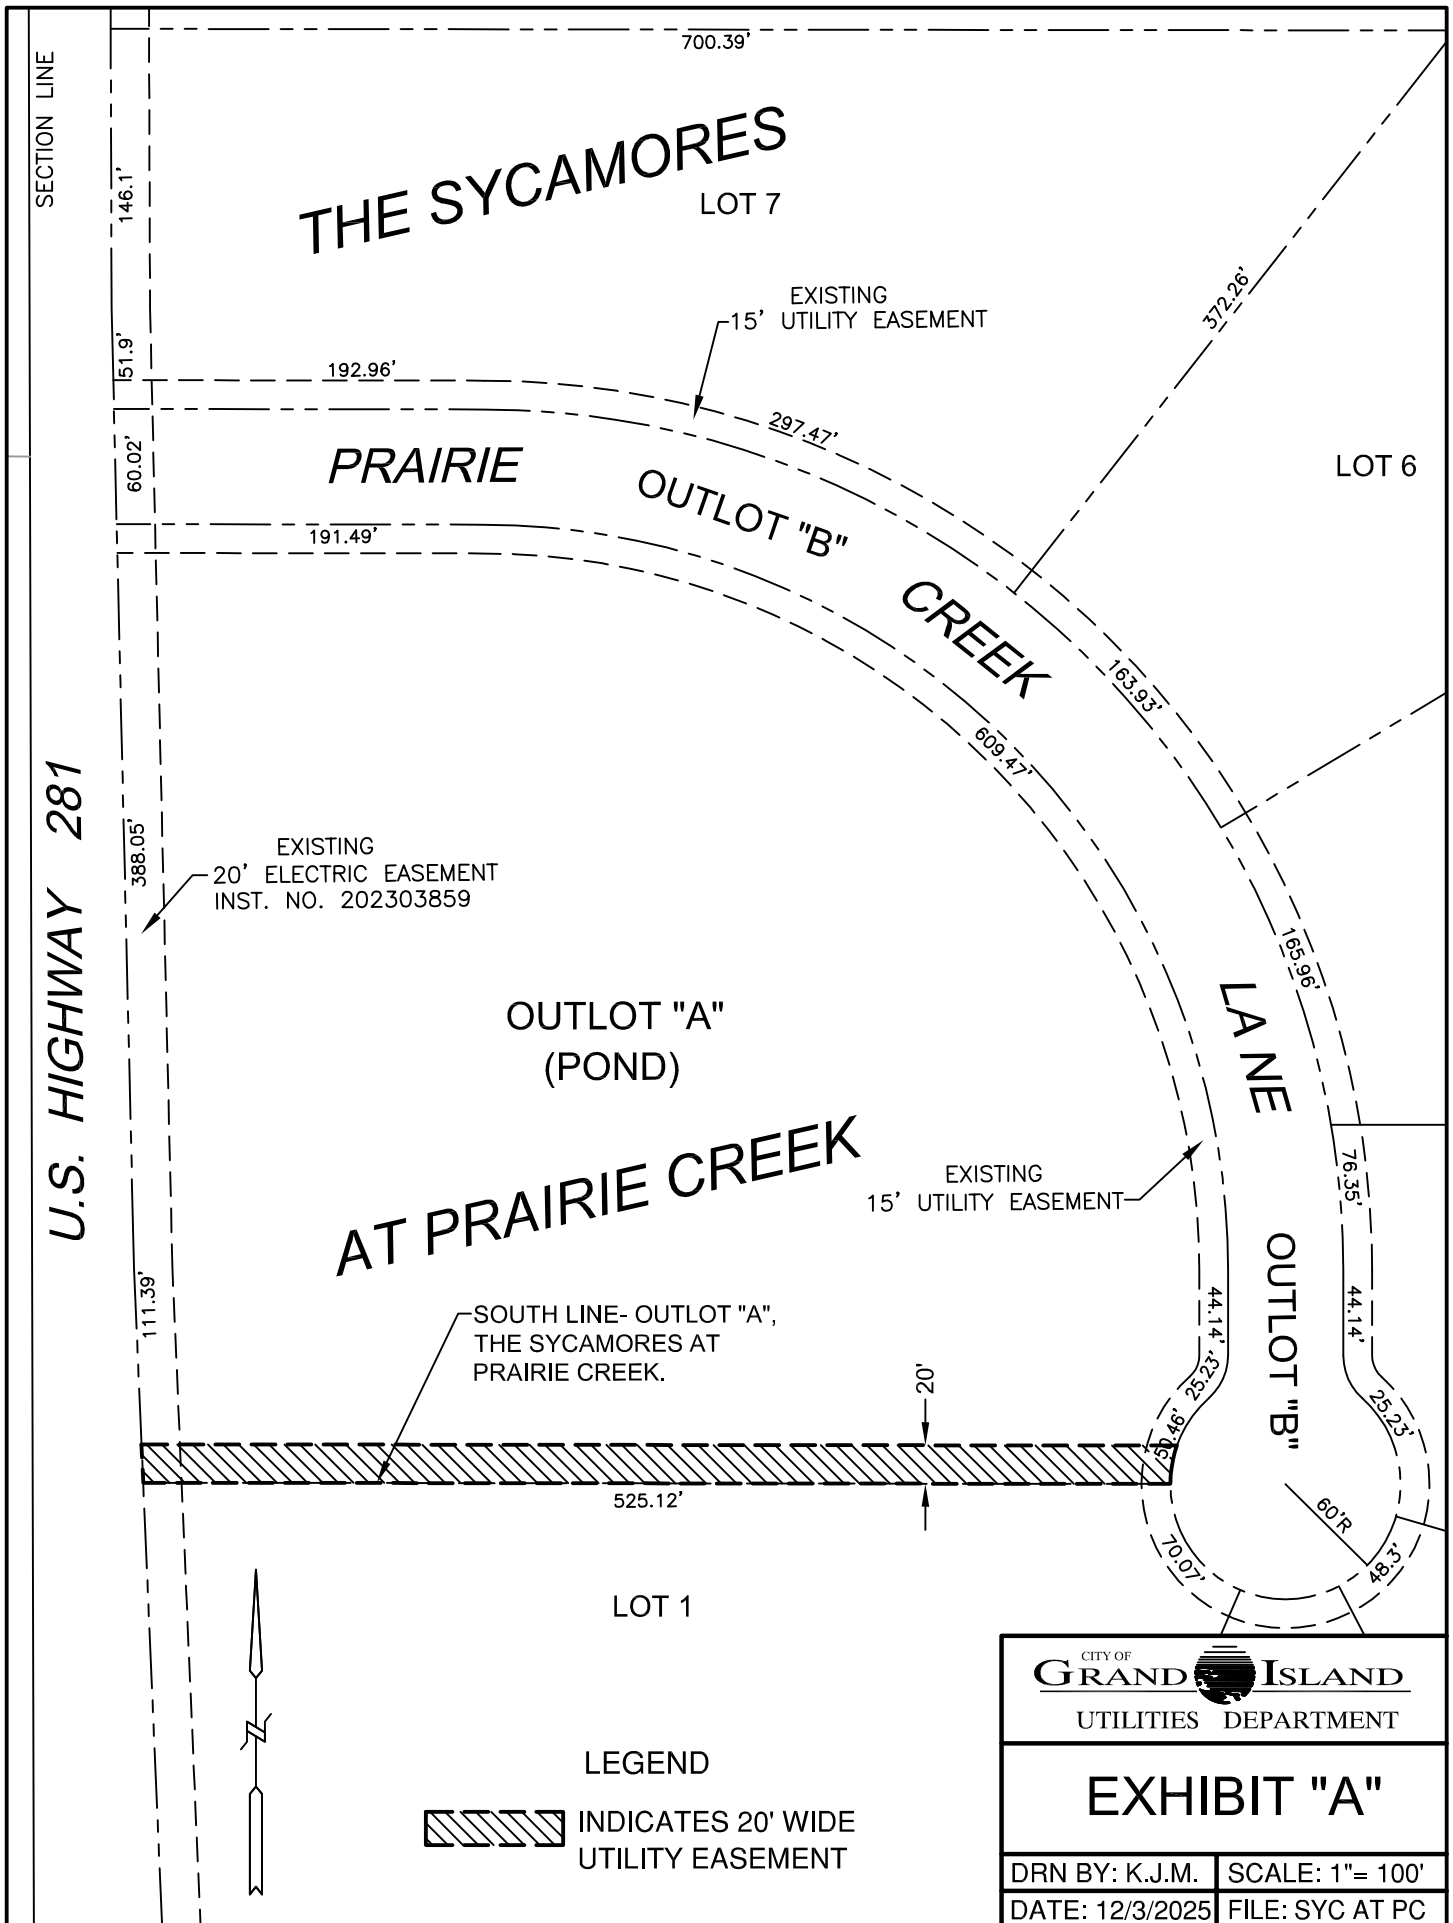 700.39'
SECTION LINE
146.1'
THE SYCAMORES
LOT 7
EXISTING
15' UTILITY EASEMENT
372.26'
51.9'
192.96'
297.47'
60.02'
PRAIRIE
OUTLOT "B"
LOT 6
191.49'
CREEK
163.93'
609.47'
U.S. HIGHWAY 281
388.05'
EXISTING
20' ELECTRIC EASEMENT
INST. NO. 202303859
165.96'
LA NE
OUTLOT "A"
(POND)
AT PRAIRIE CREEK
EXISTING
15' UTILITY EASEMENT
76.35'
111.39'
OUTLOT "B"
44.14'
44.14'
SOUTH LINE- OUTLOT "A",
THE SYCAMORES AT
PRAIRIE CREEK.
20'
25.23'
25.23'
50.46'
525.12'
60'R
70.07'
48.3'
LOT 1
CITY OF
GRAND ISLAND
UTILITIES DEPARTMENT
LEGEND
INDICATES 20' WIDE
UTILITY EASEMENT
EXHIBIT "A"
DRN BY: K.J.M.
SCALE: 1"= 100'
DATE: 12/3/2025
FILE: SYC AT PC